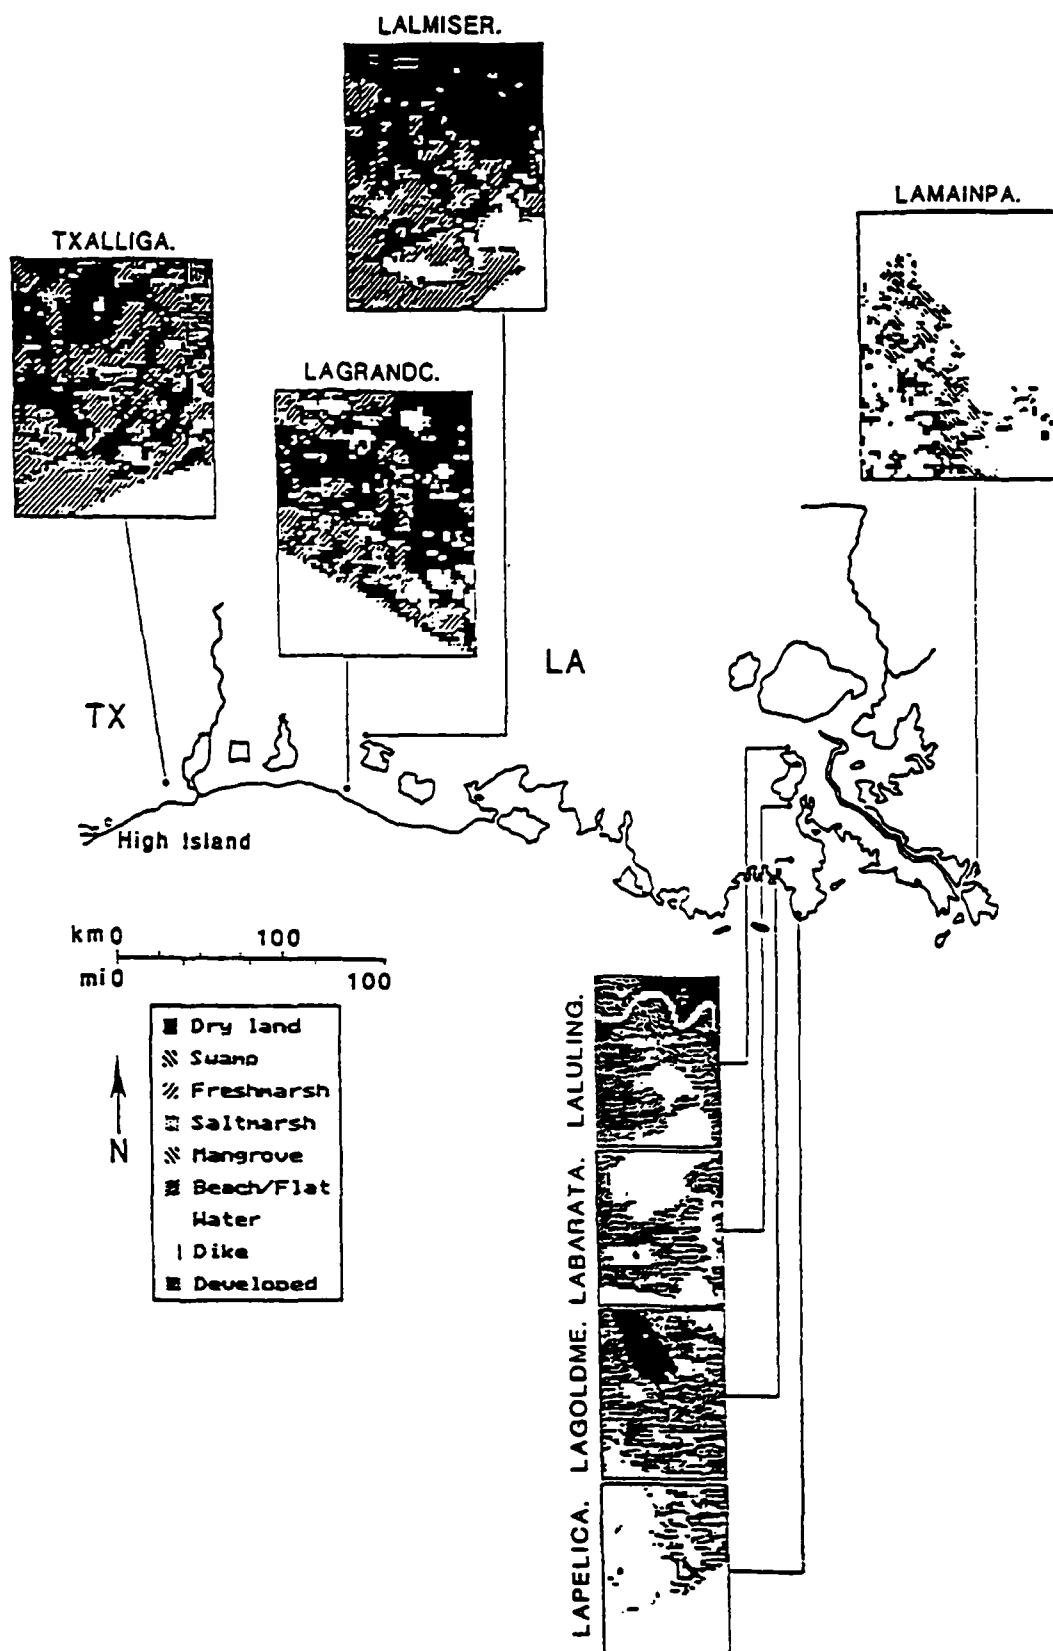 LALMISER.
LAMAINPA.
TXALLIGA.
LAGRANDC.
LA
TX
High Island
km 0 100
mi 0 100
N
Dry land
Swamp
Freshmarsh
Saltmarsh
Mangrove
Beach/Flat
Water
Dike
Developed
LALULING.
LABARATA.
LAGOLDME.
LAPELICA.